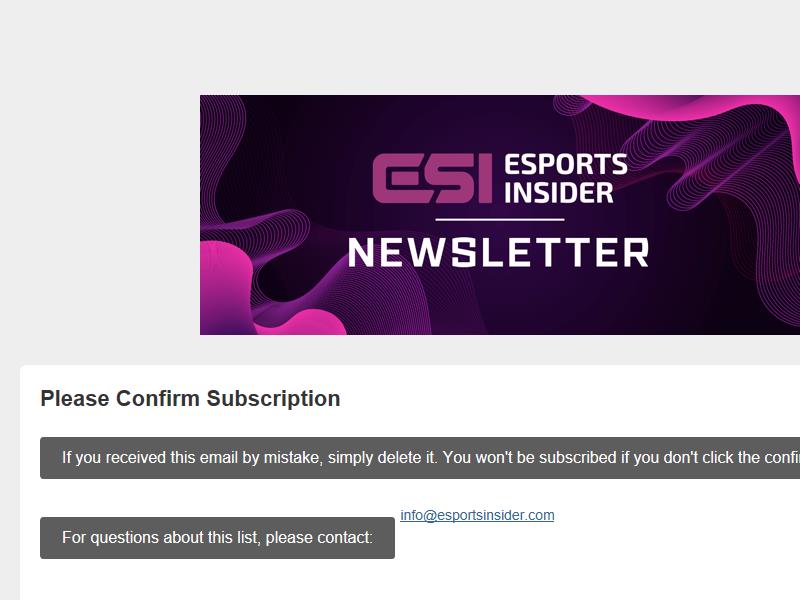 ESI ESPORTS
INSIDER
NEWSLETTER
Please Confirm Subscription
If you received this email by mistake, simply delete it. You won't be subscribed if you don't click the
info@esportsinsider.com
For questions about this list, please contact: